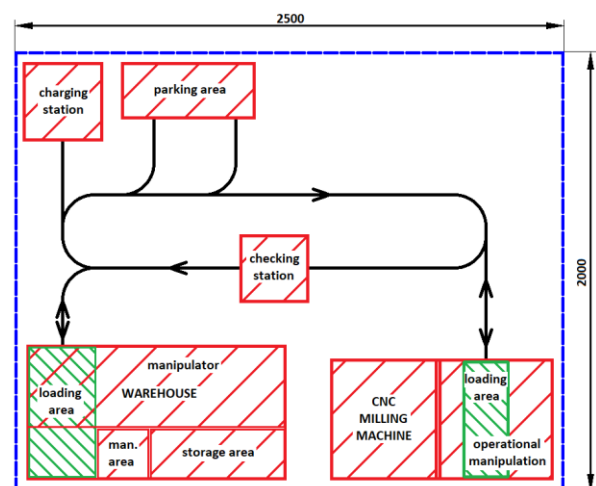 2500
charging
station
parking area
checking
station
2000
manipulator
loading
area
WAREHOUSE
man.
area
storage area
CNC
MILLING
MACHINE
loading
area
operational
manipulation